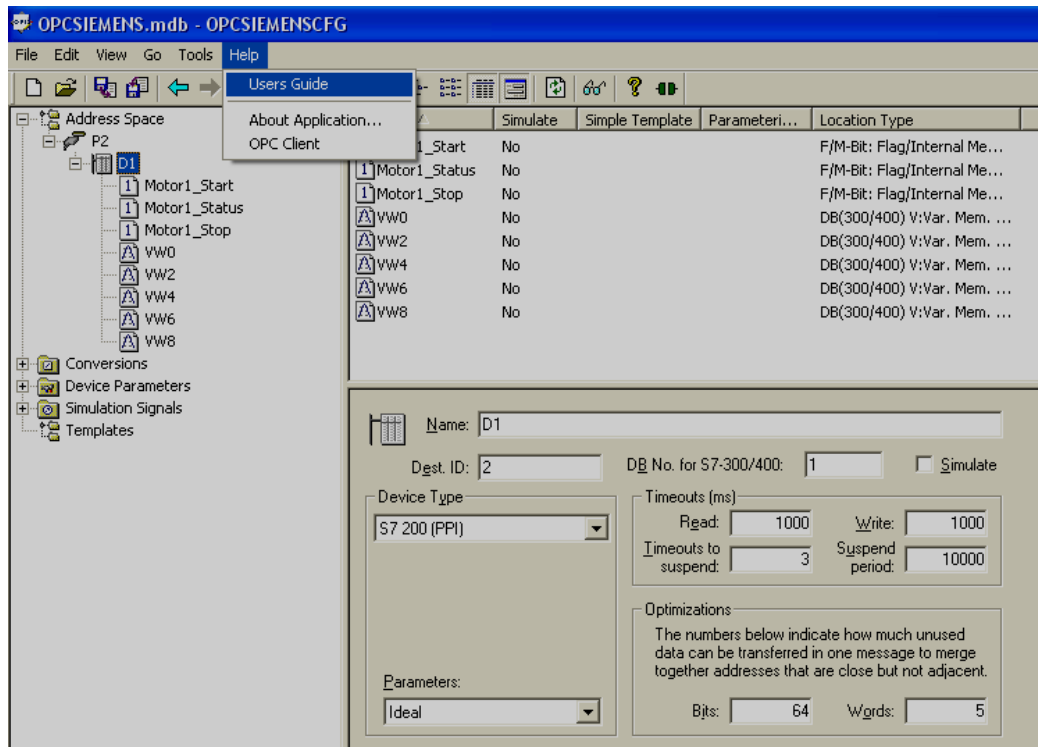 OPCSIEMENS.mdb - OPCSIEMENSCFG
File Edit View Go Tools Help
Users Guide
About Application...
OPC Client
Address Space
P2
D1
Motor1_Start
Motor1_Status
Motor1_Stop
VW0
VW2
VW4
VW6
VW8
Conversions
Device Parameters
Simulation Signals
Templates
Simulate Simple Template Parameteri... Location Type
1_Start No F/M-Bit: Flag/Internal Me...
Motor1_Status No F/M-Bit: Flag/Internal Me...
Motor1_Stop No F/M-Bit: Flag/Internal Me...
VW0 No DB(300/400) V:Var. Mem. ...
VW2 No DB(300/400) V:Var. Mem. ...
VW4 No DB(300/400) V:Var. Mem. ...
VW6 No DB(300/400) V:Var. Mem. ...
VW8 No DB(300/400) V:Var. Mem. ...
Name: D1
Dest. ID: 2 DB No. for S7-300/400: 1 Simulate
Device Type
S7 200 (PPI)
Parameters:
Ideal
Timeouts (ms)
Read: 1000 Write: 1000
Timeouts to suspend: 3 Suspend period: 10000
Optimizations
The numbers below indicate how much unused
data can be transferred in one message to merge
together addresses that are close but not adjacent.
Bits: 64 Words: 5